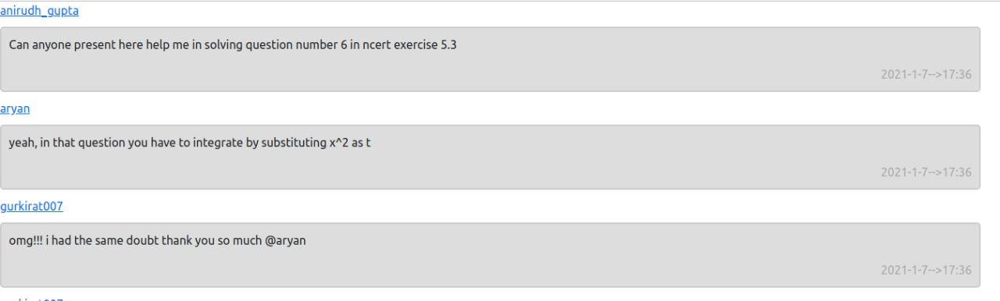 anirudh_gupta
Can anyone present here help me in solving question number 6 in ncert exercise 5.3
2021-1-7-->17:36
aryan
yeah, in that question you have to integrate by substituting x^2 as t
2021-1-7-->17:36
gurkirat007
omg!!! i had the same doubt thank you so much @aryan
2021-1-7-->17:36